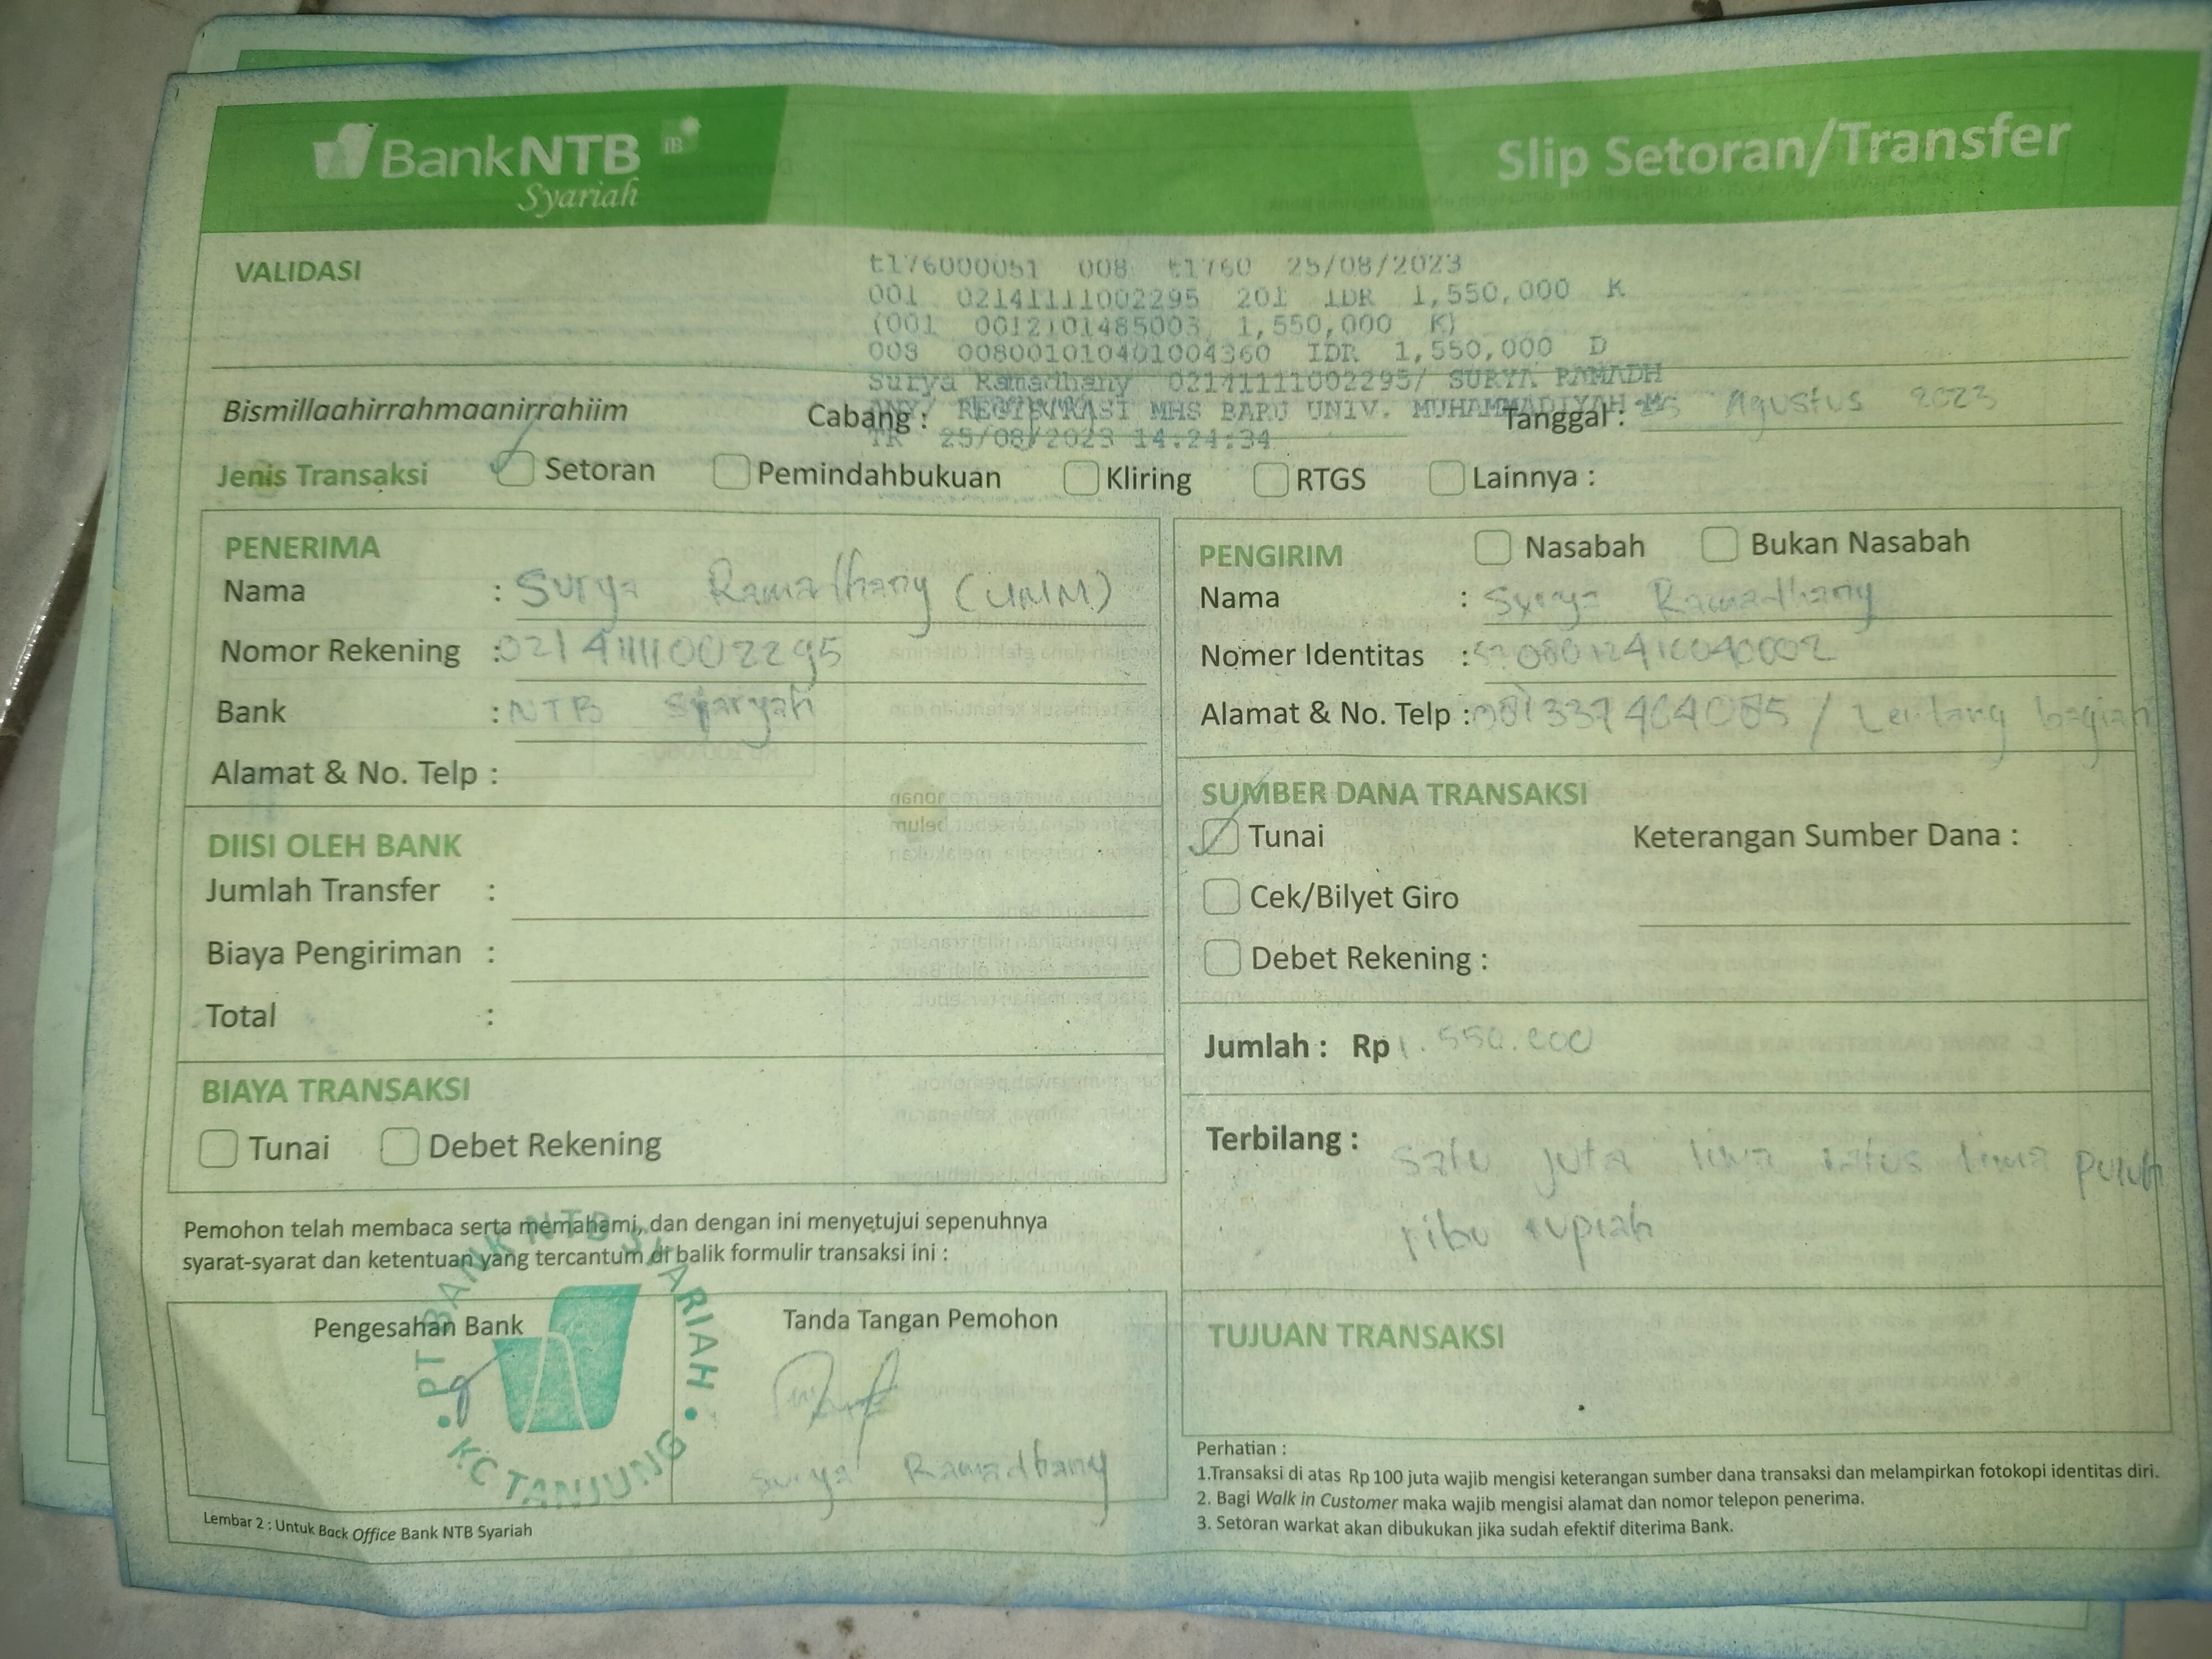 BankNTB iB
Syariah
Slip Setoran/Transfer
VALIDASI
t176000051 008 t1760 25/08/2023
001 02141111002295 201 IDR 1,550,000 K
(001 0012101485003 1,550,000 K)
003 008001010401004360 IDR 1,550,000 D
Surya Ramadhany 02141111002295/ SURYA RAMADH
ANY REGISTRASI MHS BARU UNIV. MUHAMMADIYAH M
TR 25/08/2023 14:24:34
Bismillaahirrahmaanirrahiim Cabang : Tanggal : Agustus 2023
Jenis Transaksi Setoran Pemindahbukuan Kliring RTGS Lainnya :
PENERIMA
Nama : Surya Ramadhany (UMM)
Nomor Rekening : 02141111002295
Bank : NTB Syaryah
Alamat & No. Telp :
DIISI OLEH BANK
Jumlah Transfer :
Biaya Pengiriman :
Total :
BIAYA TRANSAKSI
Tunai Debet Rekening
Pemohon telah membaca serta memahami, dan dengan ini menyetujui sepenuhnya
syarat-syarat dan ketentuan yang tercantum di balik formulir transaksi ini :
Pengesahan Bank
PT BANK NTB SYARIAH
KC TANJUNG
Tanda Tangan Pemohon
Surya Ramadhany
Lembar 2 : Untuk Back Office Bank NTB Syariah
PENGIRIM Nasabah Bukan Nasabah
Nama : Surya Ramadhany
Nomer Identitas :
Alamat & No. Telp : 081337464085 / bagian
SUMBER DANA TRANSAKSI
Tunai Keterangan Sumber Dana :
Cek/Bilyet Giro
Debet Rekening :
Jumlah : Rp 1.550.000
Terbilang : Satu juta lima ratus lima puluh
ribu rupiah
TUJUAN TRANSAKSI
Perhatian :
1.Transaksi di atas Rp 100 juta wajib mengisi keterangan sumber dana transaksi dan melampirkan fotokopi identitas diri.
2. Bagi Walk in Customer maka wajib mengisi alamat dan nomor telepon penerima.
3. Setoran warkat akan dibukukan jika sudah efektif diterima Bank.